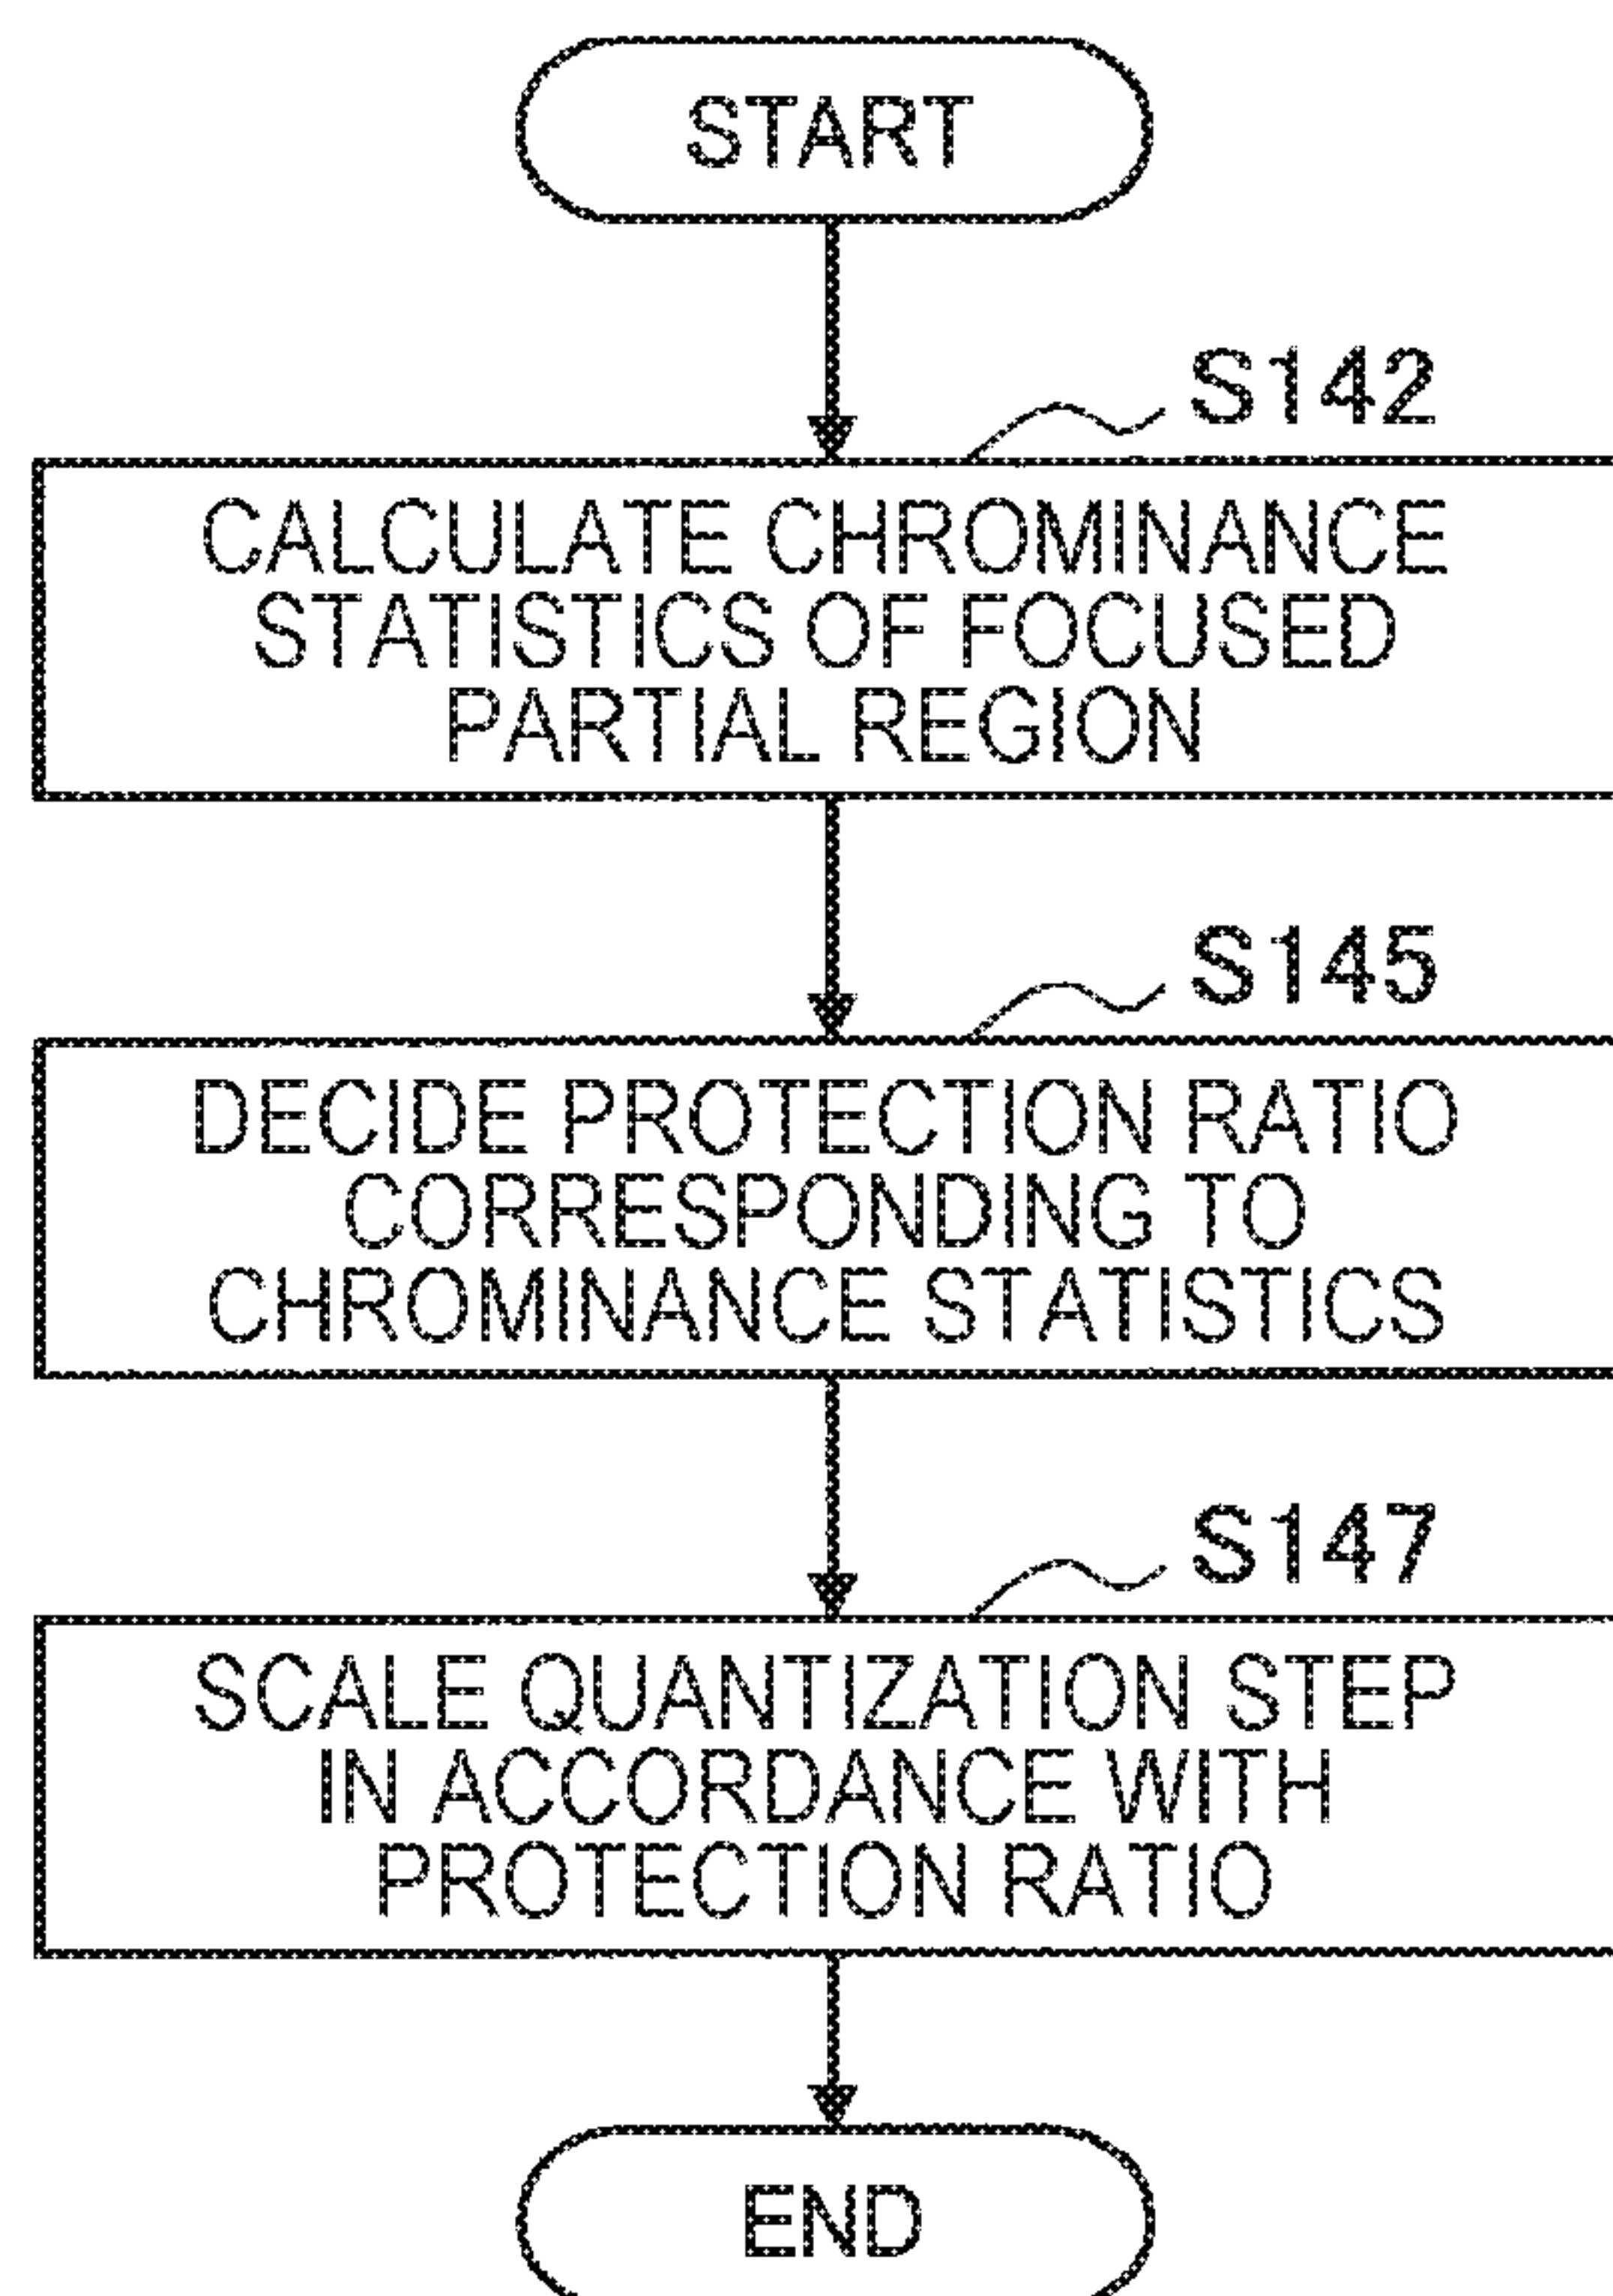 START
S142
CALCULATE CHROMINANCE
STATISTICS OF FOCUSED
PARTIAL REGION
S145
DECIDE PROTECTION RATIO
CORRESPONDING TO
CHROMINANCE STATISTICS
S147
SCALE QUANTIZATION STEP
IN ACCORDANCE WITH
PROTECTION RATIO
END